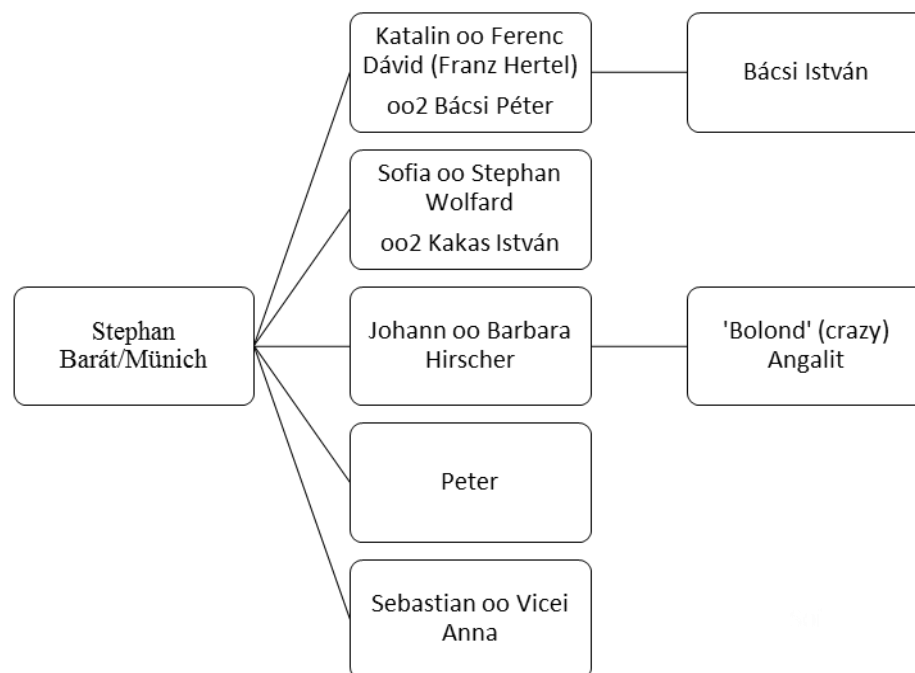 Katalin oo Ferenc
Dávid (Franz Hertel)
oo2 Bácsi Péter
Bácsi István
Sofia oo Stephan
Wolfard
oo2 Kakas István
Stephan
Barát/Münich
Johann oo Barbara
Hirscher
'Bolond' (crazy)
Angalit
Peter
Sebastian oo Vicei
Anna